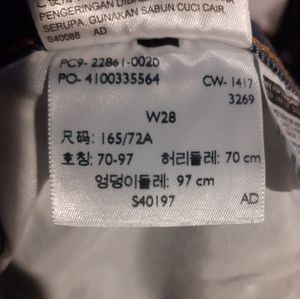 PENGERINGAN DIBA
SERUPA. GUNAKAN SABUN CUCI CAIR.
S40088 AD
PC9- 22861-0020
PO- 4100335564
CW- 1417
3269
W28
尺码: 165/72A
호칭: 70-97 허리둘레: 70 cm
엉덩이둘레: 97 cm
S40197 AD